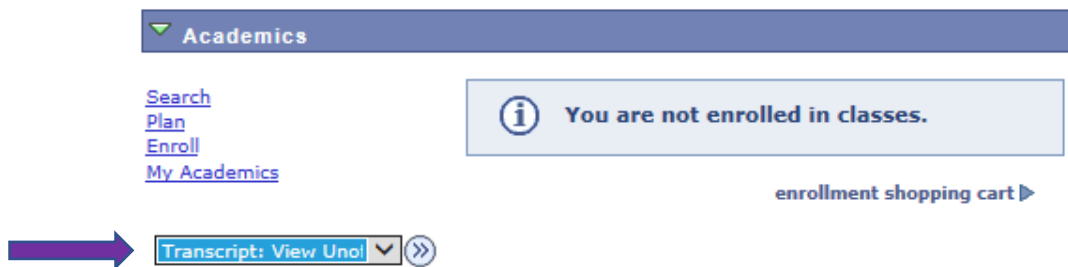 Academics
Search
Plan
Enroll
My Academics
You are not enrolled in classes.
enrollment shopping cart
Transcript: View Unof